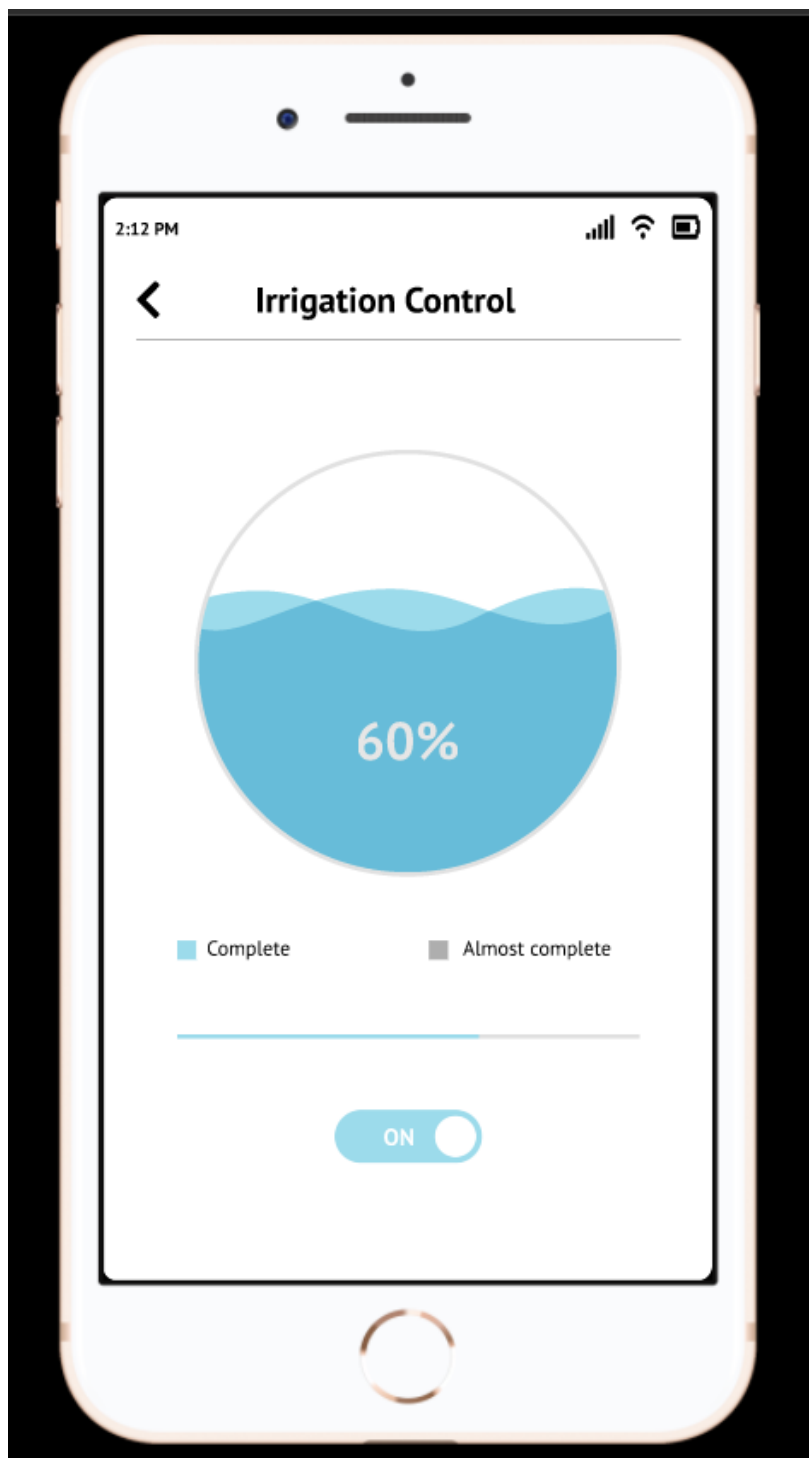 2:12 PM
Irrigation Control
60%
Complete
Almost complete
ON